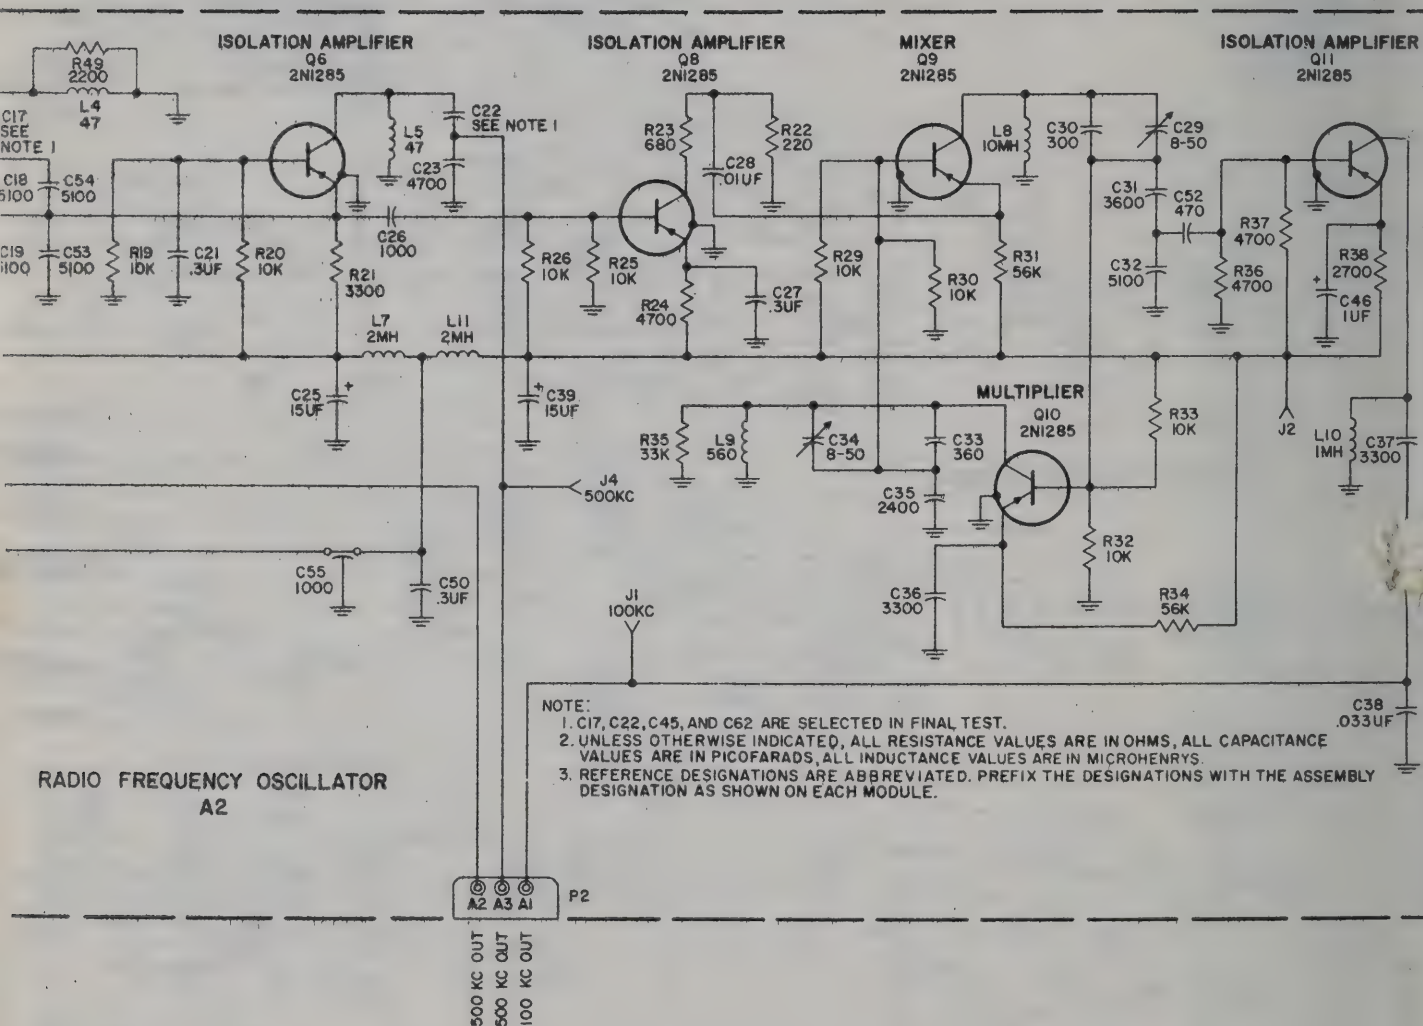 ISOLATION AMPLIFIER
Q6
2N1285
ISOLATION AMPLIFIER
Q8
2N1285
MIXER
Q9
2N1285
ISOLATION AMPLIFIER
Q11
2N1285
R49
2200
L4
47
C17
SEE
NOTE 1
C18
5100
C54
5100
C19
5100
C53
5100
R19
10K
C21
.3UF
R20
10K
R21
3300
L5
47
C22
SEE NOTE 1
C23
4700
C26
1000
R26
10K
R25
10K
R23
680
C28
.01UF
R22
220
R24
4700
C27
.3UF
R29
10K
R30
10K
R31
56K
L8
10MH
C30
300
C29
8-50
C31
3600
C52
470
C32
5100
R37
4700
R36
4700
R38
2700
C46
1UF
L7
2MH
L11
2MH
C25
15UF
+
C39
15UF
+
R35
33K
L9
560
C34
8-50
C33
360
C35
2400
MULTIPLIER
Q10
2N1285
R33
10K
J2
L10
1MH
C37
3300
J4
500KC
C55
1000
C50
.3UF
J1
100KC
C36
3300
R32
10K
R34
56K
C38
.033UF
NOTE:
1. C17, C22, C45, AND C62 ARE SELECTED IN FINAL TEST.
2. UNLESS OTHERWISE INDICATED, ALL RESISTANCE VALUES ARE IN OHMS, ALL CAPACITANCE
VALUES ARE IN PICOFARADS, ALL INDUCTANCE VALUES ARE IN MICROHENRYS.
3. REFERENCE DESIGNATIONS ARE ABBREVIATED. PREFIX THE DESIGNATIONS WITH THE ASSEMBLY
DESIGNATION AS SHOWN ON EACH MODULE.
RADIO FREQUENCY OSCILLATOR
A2
A2 A3 A1
P2
500 KC OUT
500 KC OUT
100 KC OUT